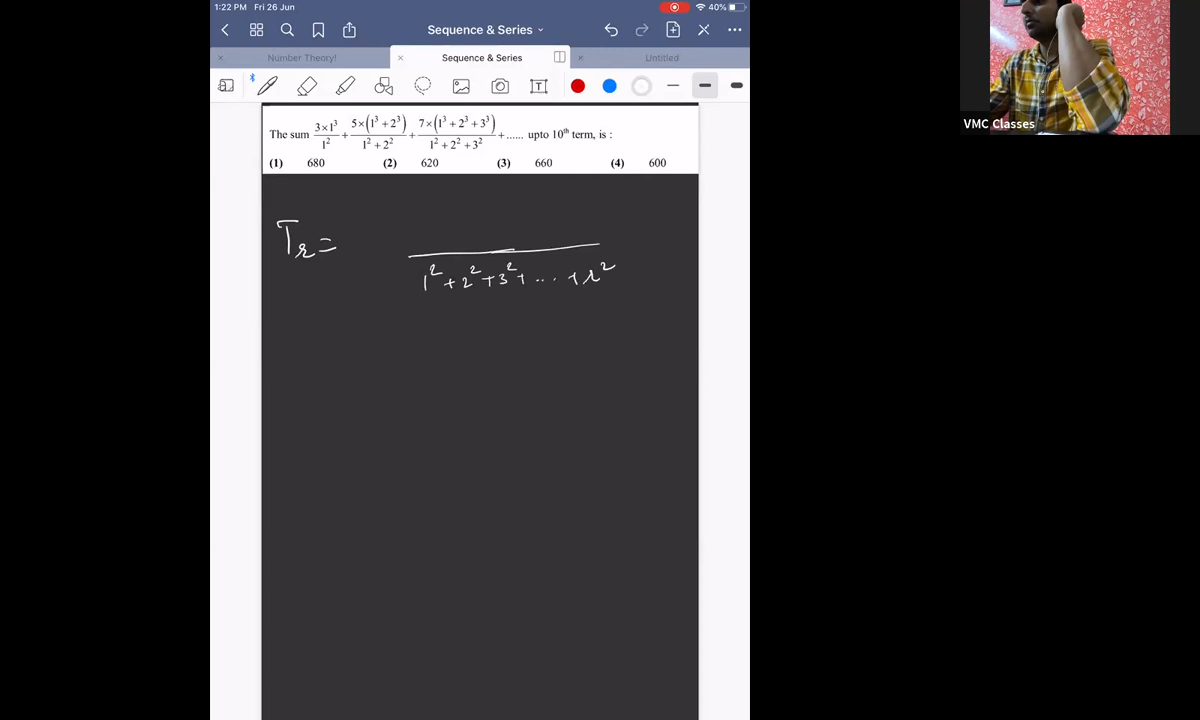 1:22 PM Fri 26 Jun 40%
Sequence & Series
Number Theory! Sequence & Series Untitled
The sum 3×1³/1² + 5×(1³+2³)/(1²+2²) + 7×(1³+2³+3³)/(1²+2²+3²) + ...... upto 10th term, is :
(1) 680 (2) 620 (3) 660 (4) 600
Tr =
1² + 2² + 3² + ... + r²
VMC Classes